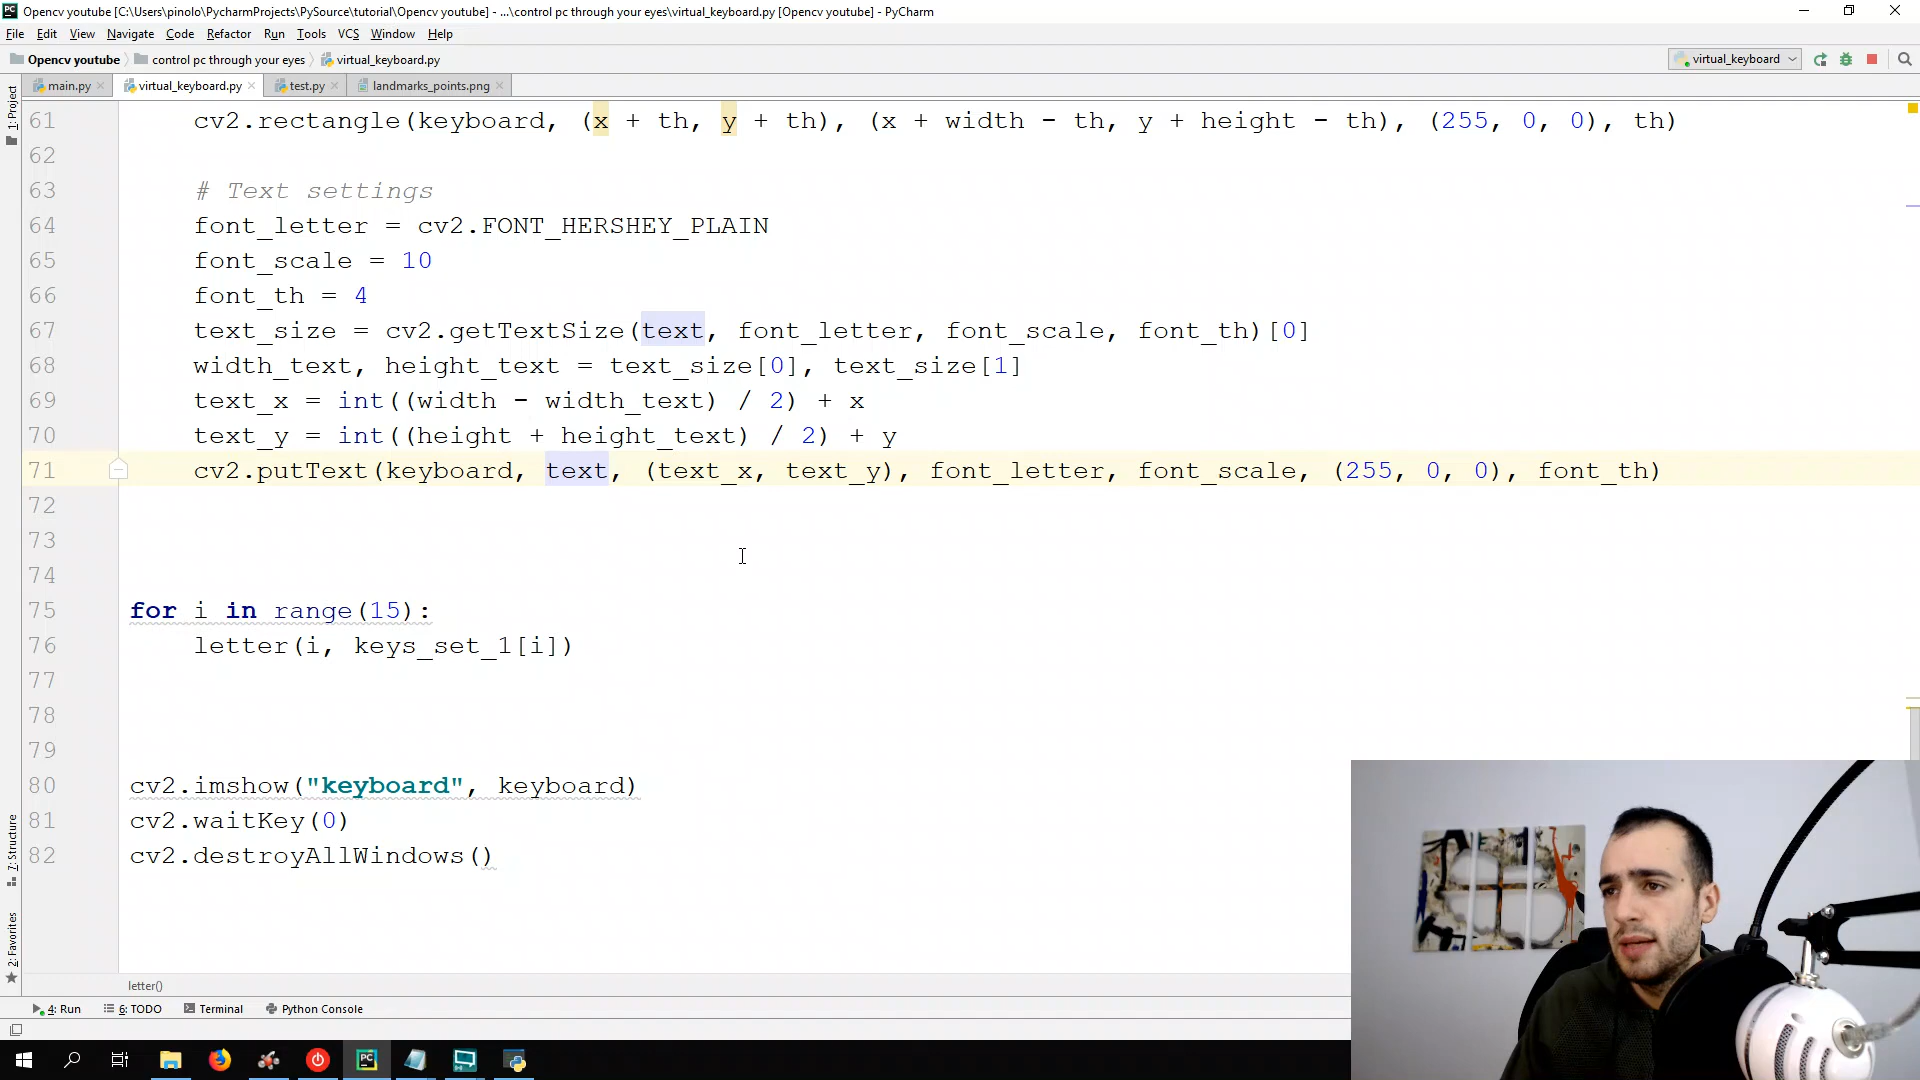 PC Opencv youtube [C:\Users\pinolo\PycharmProjects\PySource\tutorial\Opencv youtube] - ...\control pc through your eyes\virtual_keyboard.py [Opencv youtube] - PyCharm
File Edit View Navigate Code Refactor Run Tools VCS Window Help
Opencv youtube control pc through your eyes virtual_keyboard.py virtual_keyboard
main.py virtual_keyboard.py test.py landmarks_points.png
1: Project
61 cv2.rectangle(keyboard, (x + th, y + th), (x + width - th, y + height - th), (255, 0, 0), th)
62
63 # Text settings
64 font_letter = cv2.FONT_HERSHEY_PLAIN
65 font_scale = 10
66 font_th = 4
67 text_size = cv2.getTextSize(text, font_letter, font_scale, font_th)[0]
68 width_text, height_text = text_size[0], text_size[1]
69 text_x = int((width - width_text) / 2) + x
70 text_y = int((height + height_text) / 2) + y
71 cv2.putText(keyboard, text, (text_x, text_y), font_letter, font_scale, (255, 0, 0), font_th)
72
73
74
75 for i in range(15):
76 letter(i, keys_set_1[i])
77
78
79
80 cv2.imshow("keyboard", keyboard)
81 cv2.waitKey(0)
82 cv2.destroyAllWindows()
7: Structure
2: Favorites
letter()
4: Run 6: TODO Terminal Python Console
PC